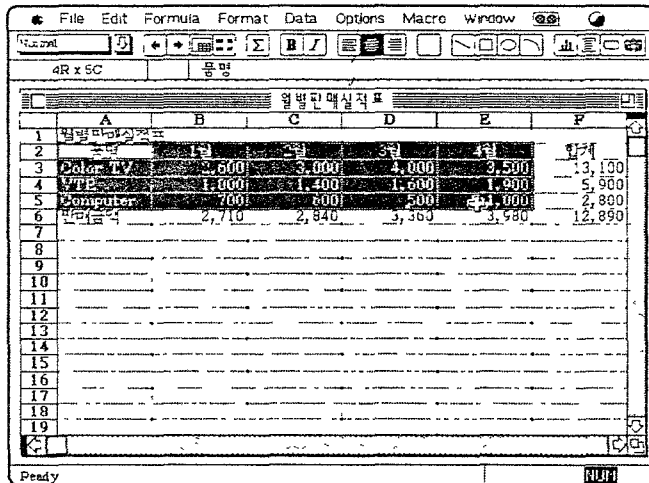 File Edit Formula Format Data Options Macro Window
Normal Σ B I
4R x 5C 품명
월별판매실적표
A B C D E F
1 월별판매실적표
2 품명 1월 2월 3월 4월 합계
3 Color TV 2,600 3,000 4,000 3,500 13,100
4 VTR 1,000 1,400 1,600 1,900 5,900
5 Computer 700 600 500 1,000 2,800
6 판매금액 2,710 2,840 3,360 3,980 12,890
7
8
9
10
11
12
13
14
15
16
17
18
19
Ready NUM